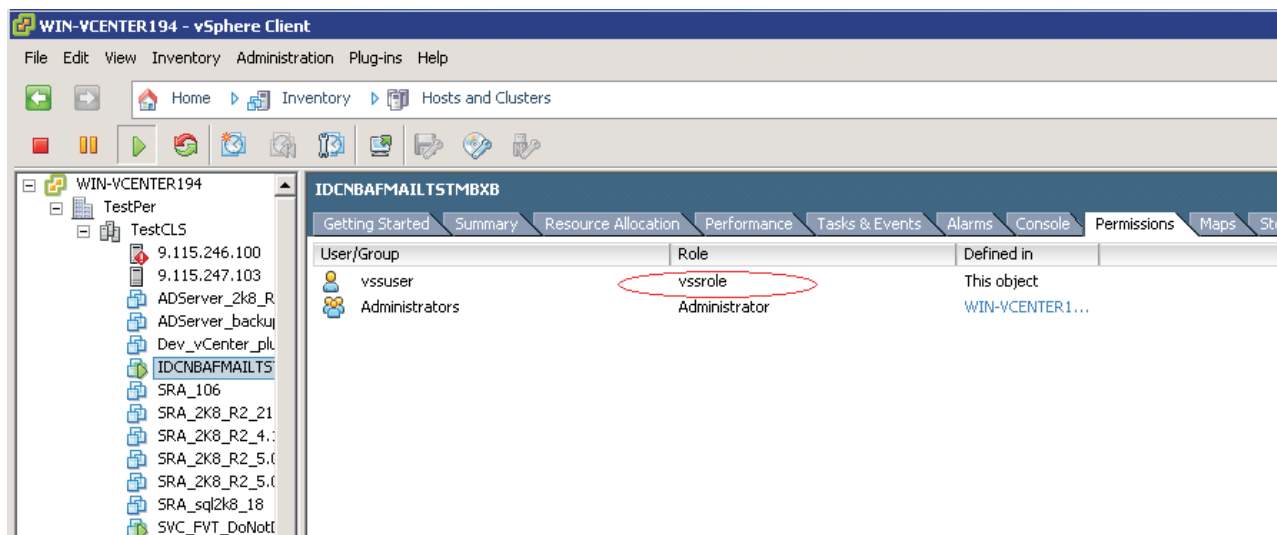 WIN-VCENTER194 - vSphere Client
File Edit View Inventory Administration Plug-ins Help
Home Inventory Hosts and Clusters
WIN-VCENTER194
TestPer
TestCLS
9.115.246.100
9.115.247.103
ADServer_2k8_R
ADServer_backu
Dev_vCenter_plu
IDCNBAFMAILTS
SRA_106
SRA_2K8_R2_21
SRA_2K8_R2_4.
SRA_2K8_R2_5.0
SRA_2K8_R2_5.0
SRA_sql2k8_18
SVC_FVT_DoNot
IDCNBAFMAILTSTMBXB
Getting Started Summary Resource Allocation Performance Tasks & Events Alarms Console Permissions Maps Sto
User/Group Role Defined in
vssuser vssrole This object
Administrators Administrator WIN-VCENTER1...